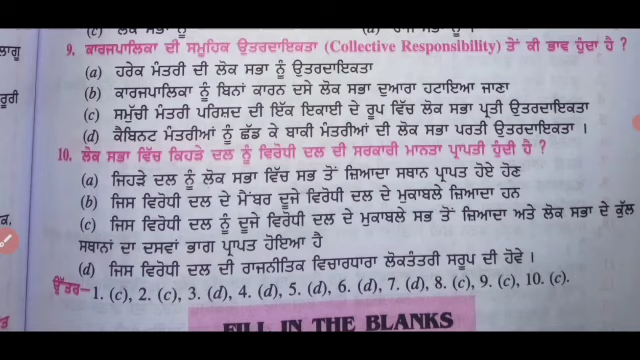 (c) ਲੋਕ ਸਭਾ ਨੂੰ
9. ਕਾਰਜਪਾਲਿਕਾ ਦੀ ਸਮੂਹਿਕ ਉਤਰਦਾਇਕਤਾ (Collective Responsibility) ਤੋਂ ਕੀ ਭਾਵ ਹੁੰਦਾ ਹੈ ?
(a) ਹਰੇਕ ਮੰਤਰੀ ਦੀ ਲੋਕ ਸਭਾ ਨੂੰ ਉਤਰਦਾਇਕਤਾ
(b) ਕਾਰਜਪਾਲਿਕਾ ਨੂੰ ਬਿਨਾਂ ਕਾਰਨ ਦਸੇ ਲੋਕ ਸਭਾ ਦੁਆਰਾ ਹਟਾਇਆ ਜਾਣਾ
(c) ਸਮੁੱਚੀ ਮੰਤਰੀ ਪਰਿਸ਼ਦ ਦੀ ਇੱਕ ਇਕਾਈ ਦੇ ਰੂਪ ਵਿੱਚ ਲੋਕ ਸਭਾ ਪ੍ਰਤੀ ਉਤਰਦਾਇਕਤਾ
(d) ਕੈਬਿਨਟ ਮੰਤਰੀਆਂ ਨੂੰ ਛੱਡ ਕੇ ਬਾਕੀ ਮੰਤਰੀਆਂ ਦੀ ਲੋਕ ਸਭਾ ਪਰਤੀ ਉਤਰਦਾਇਕਤਾ ।
10. ਲੋਕ ਸਭਾ ਵਿੱਚ ਕਿਹੜੇ ਦਲ ਨੂੰ ਵਿਰੋਧੀ ਦਲ ਦੀ ਸਰਕਾਰੀ ਮਾਨਤਾ ਪ੍ਰਾਪਤੀ ਹੁੰਦੀ ਹੈ ?
(a) ਜਿਹੜੇ ਦਲ ਨੂੰ ਲੋਕ ਸਭਾ ਵਿੱਚ ਸਭ ਤੋਂ ਜ਼ਿਆਦਾ ਸਥਾਨ ਪ੍ਰਾਪਤ ਹੋਏ ਹੋਣ
(b) ਜਿਸ ਵਿਰੋਧੀ ਦਲ ਦੇ ਮੈਂਬਰ ਦੂਜੇ ਵਿਰੋਧੀ ਦਲ ਦੇ ਮੁਕਾਬਲੇ ਜ਼ਿਆਦਾ ਹਨ
(c) ਜਿਸ ਵਿਰੋਧੀ ਦਲ ਨੂੰ ਦੂਜੇ ਵਿਰੋਧੀ ਦਲ ਦੇ ਮੁਕਾਬਲੇ ਸਭ ਤੋਂ ਜ਼ਿਆਦਾ ਅਤੇ ਲੋਕ ਸਭਾ ਦੇ ਕੁੱਲ
ਸਥਾਨਾਂ ਦਾ ਦਸਵਾਂ ਭਾਗ ਪ੍ਰਾਪਤ ਹੋਇਆ ਹੈ
(d) ਜਿਸ ਵਿਰੋਧੀ ਦਲ ਦੀ ਰਾਜਨੀਤਿਕ ਵਿਚਾਰਧਾਰਾ ਲੋਕਤੰਤਰੀ ਸਰੂਪ ਦੀ ਹੋਵੇ ।
ਉੱਤਰ– 1. (c), 2. (c), 3. (d), 4. (d), 5. (d), 6. (d), 7. (d), 8. (c), 9. (c), 10. (c).
FILL IN THE BLANKS